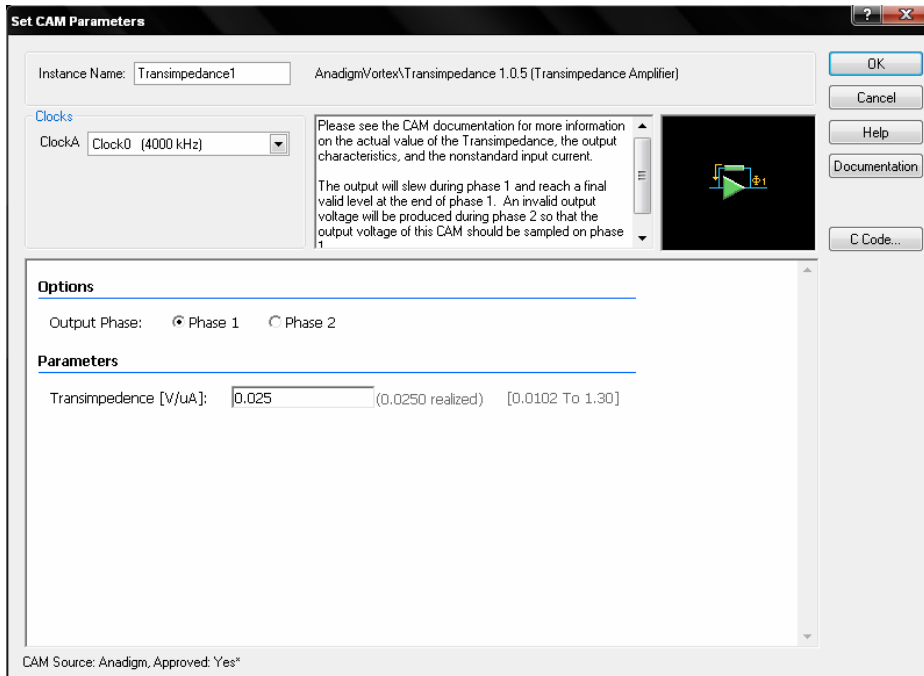 Set CAM Parameters
?
X
Instance Name: Transimpedance1
AnadigmVortex\Transimpedance 1.0.5 (Transimpedance Amplifier)
OK
Cancel
Help
Documentation
C Code...
Clocks
ClockA Clock0 (4000 kHz)
Please see the CAM documentation for more information
on the actual value of the Transimpedance, the output
characteristics, and the nonstandard input current.
The output will slew during phase 1 and reach a final
valid level at the end of phase 1. An invalid output
voltage will be produced during phase 2 so that the
output voltage of this CAM should be sampled on phase
1.
Φ1
Options
Output Phase: Phase 1 Phase 2
Parameters
Transimpedence [V/uA]: 0.025 (0.0250 realized) [0.0102 To 1.30]
CAM Source: Anadigm, Approved: Yes*